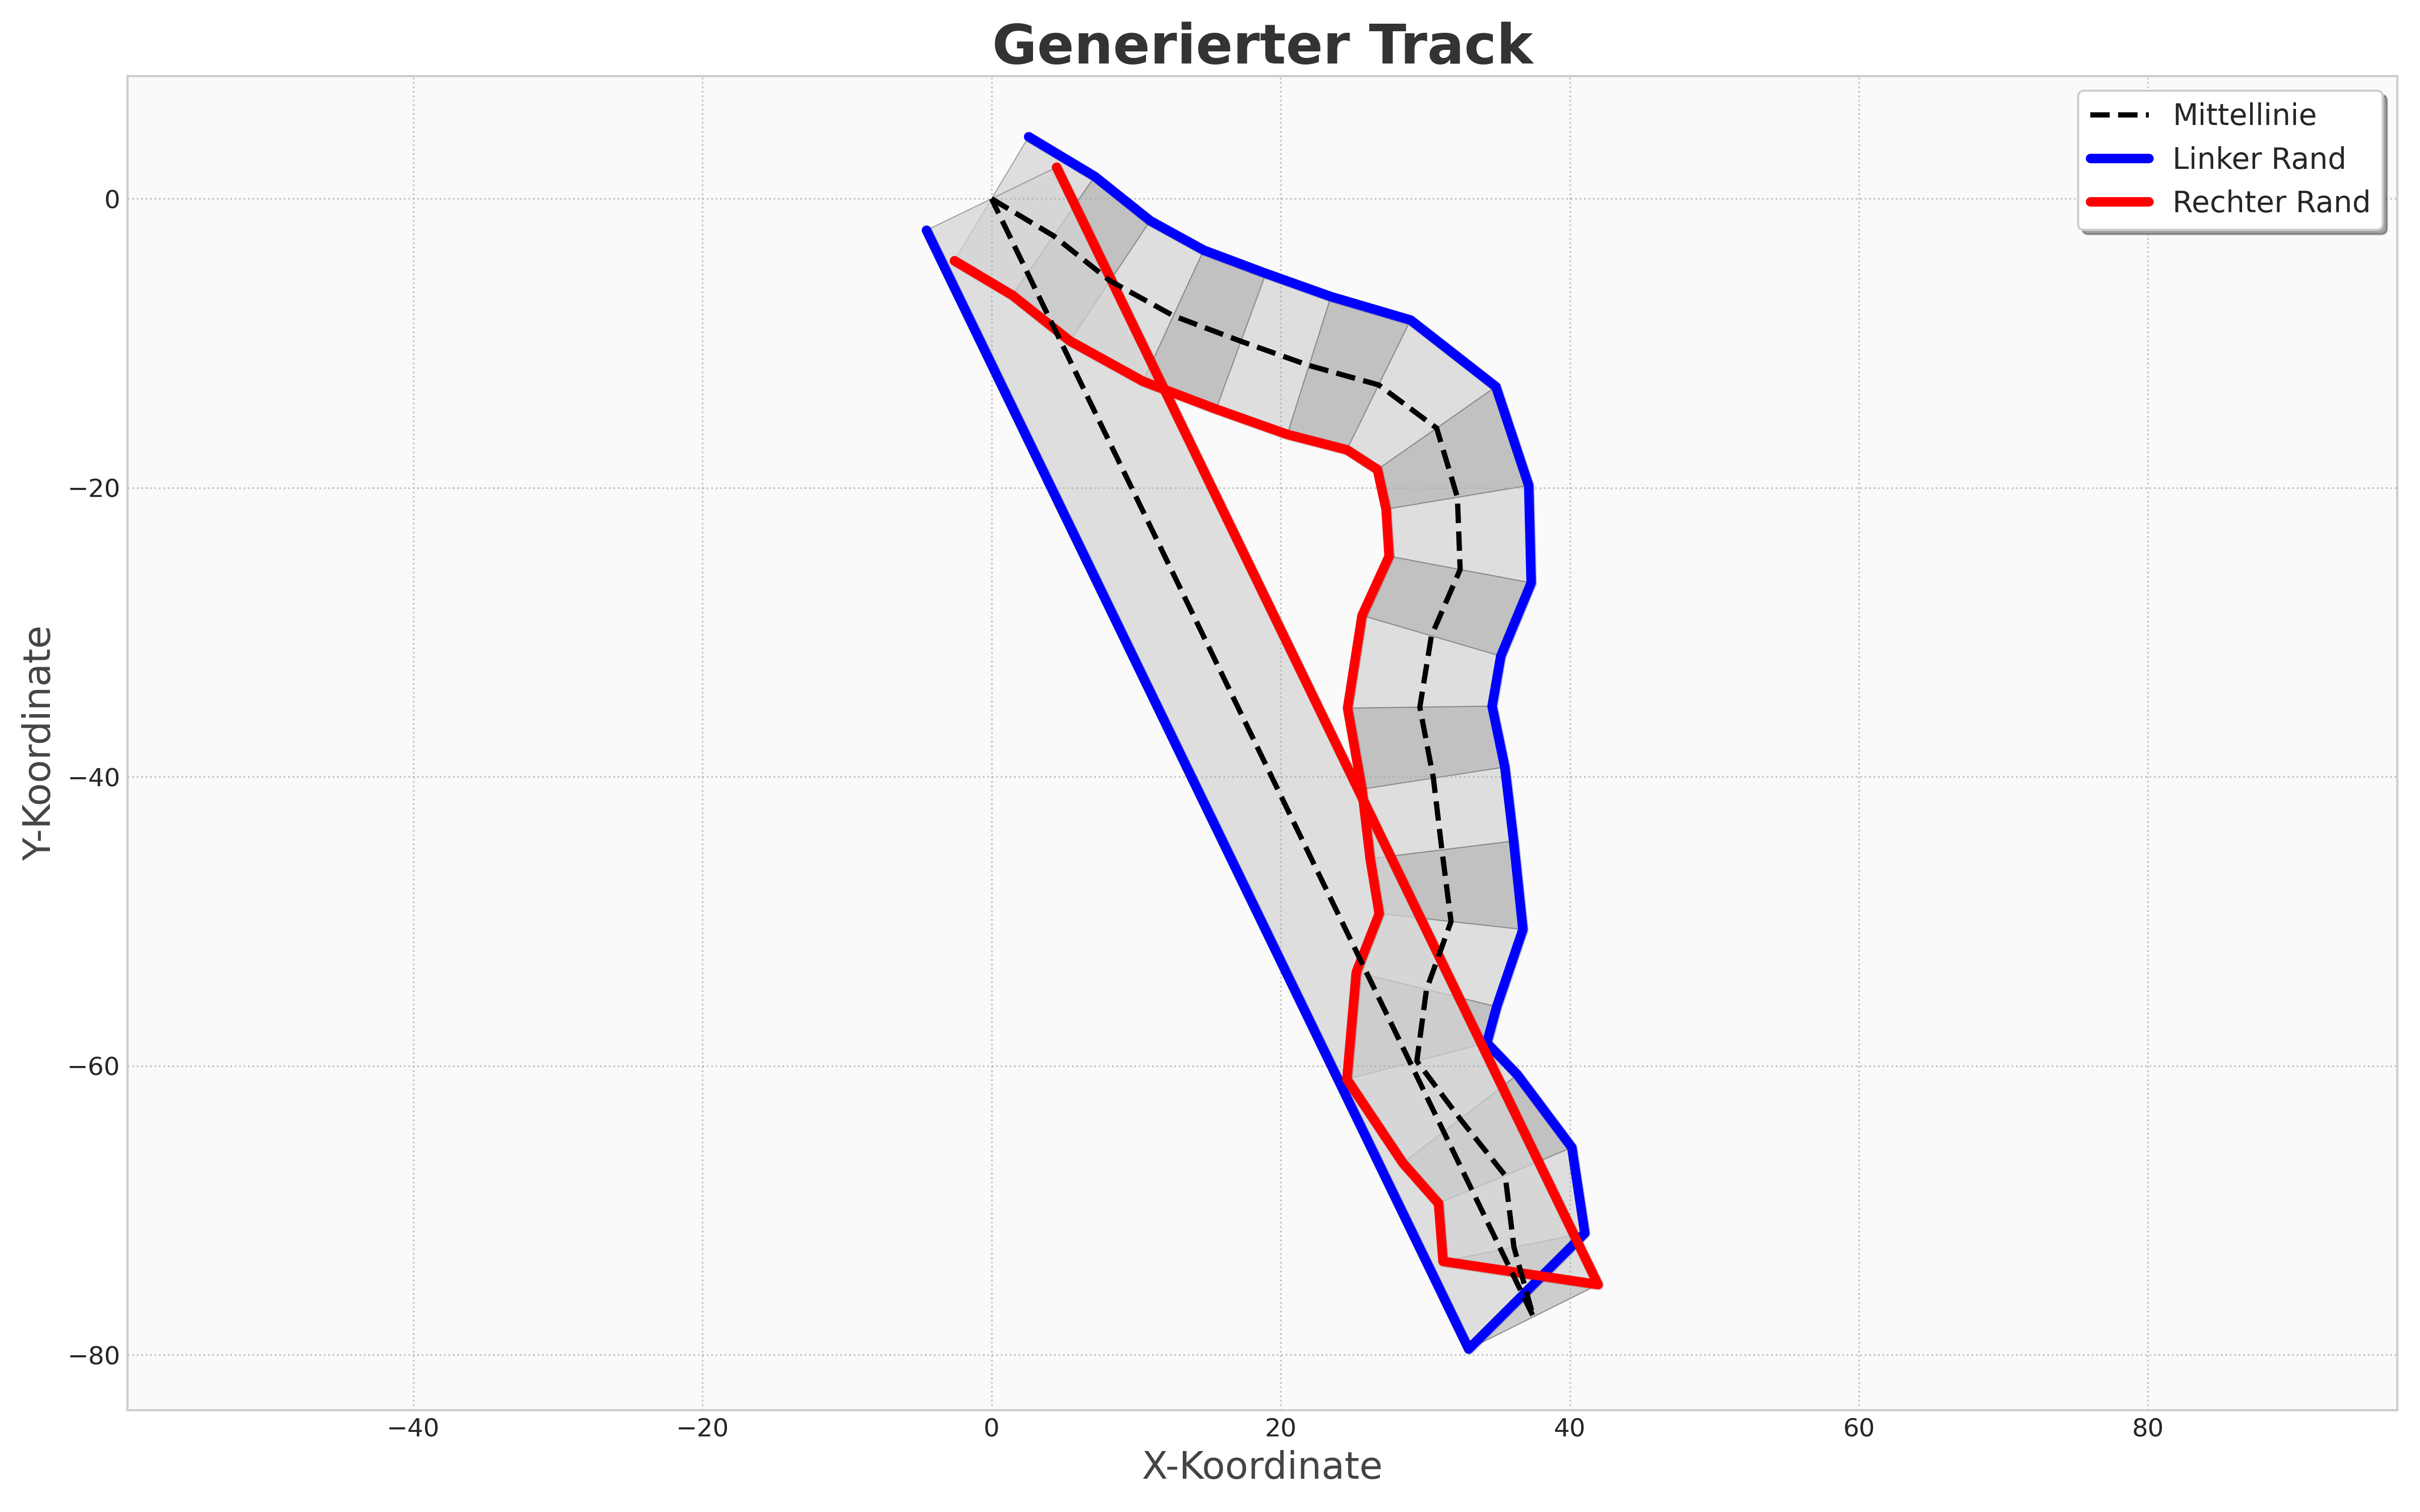 Generierter Track
Mittellinie
Linker Rand
Rechter Rand
Y-Koordinate
0
−20
−40
−60
−80
−40
−20
0
20
40
60
80
X-Koordinate